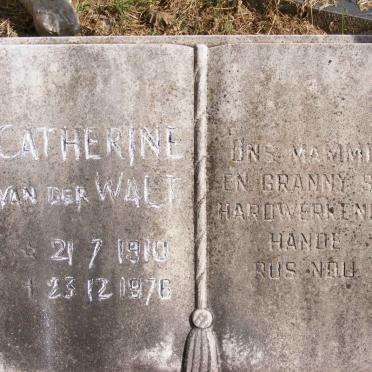 CATHERINE
VAN DER WALT
* 21 7 1910
† 23 12 1976
ONS MAMMI
EN GRANNY S
HARDWERKEND
HANDE
RUS NOU